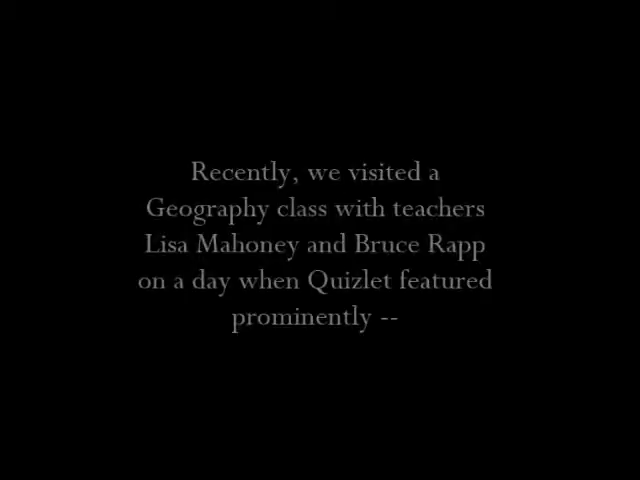 Recently, we visited a
Geography class with teachers
Lisa Mahoney and Bruce Rapp
on a day when Quizlet featured
prominently --